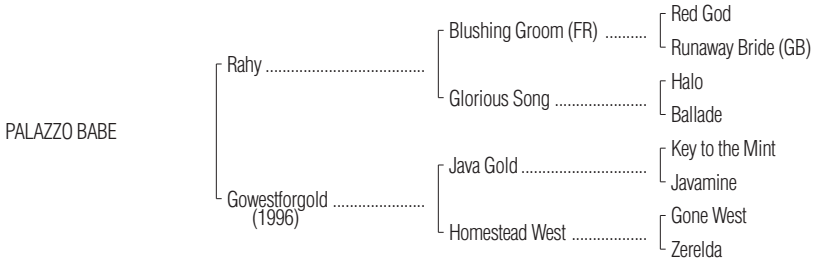 Red God
Blushing Groom (FR) ..........
Runaway Bride (GB)
Rahy ......................................
Halo
Glorious Song ......................
Ballade
PALAZZO BABE
Key to the Mint
Java Gold ..............................
Javamine
Gowestforgold ......................
(1996)
Gone West
Homestead West ..................
Zerelda